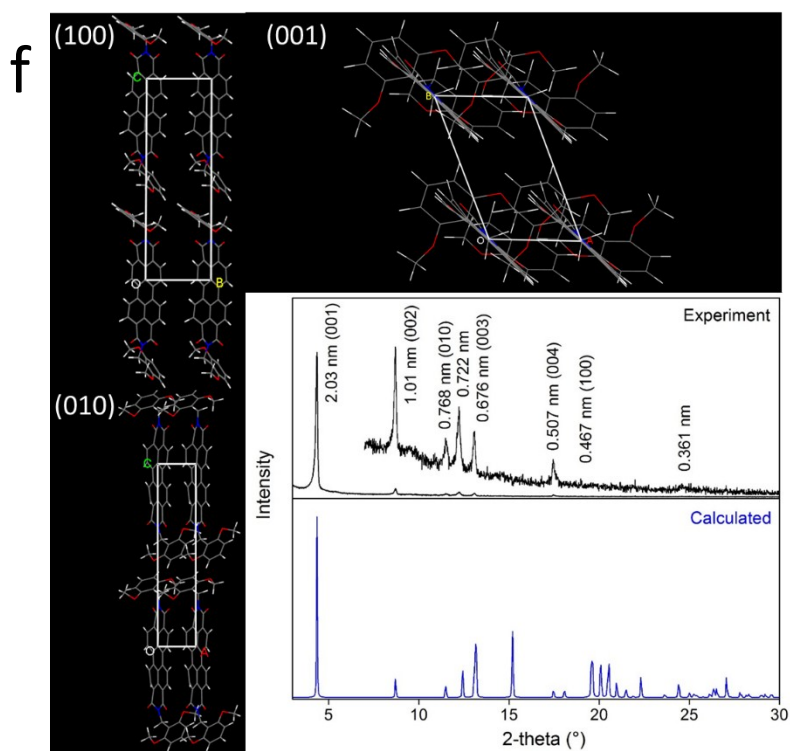 f
(100)
C
O
B
(001)
B
O
A
(010)
C
O
A
Experiment
2.03 nm (001)
1.01 nm (002)
0.768 nm (010)
0.722 nm
0.676 nm (003)
0.507 nm (004)
0.467 nm (100)
0.361 nm
Intensity
Calculated
5 10 15 20 25 30
2-theta (°)